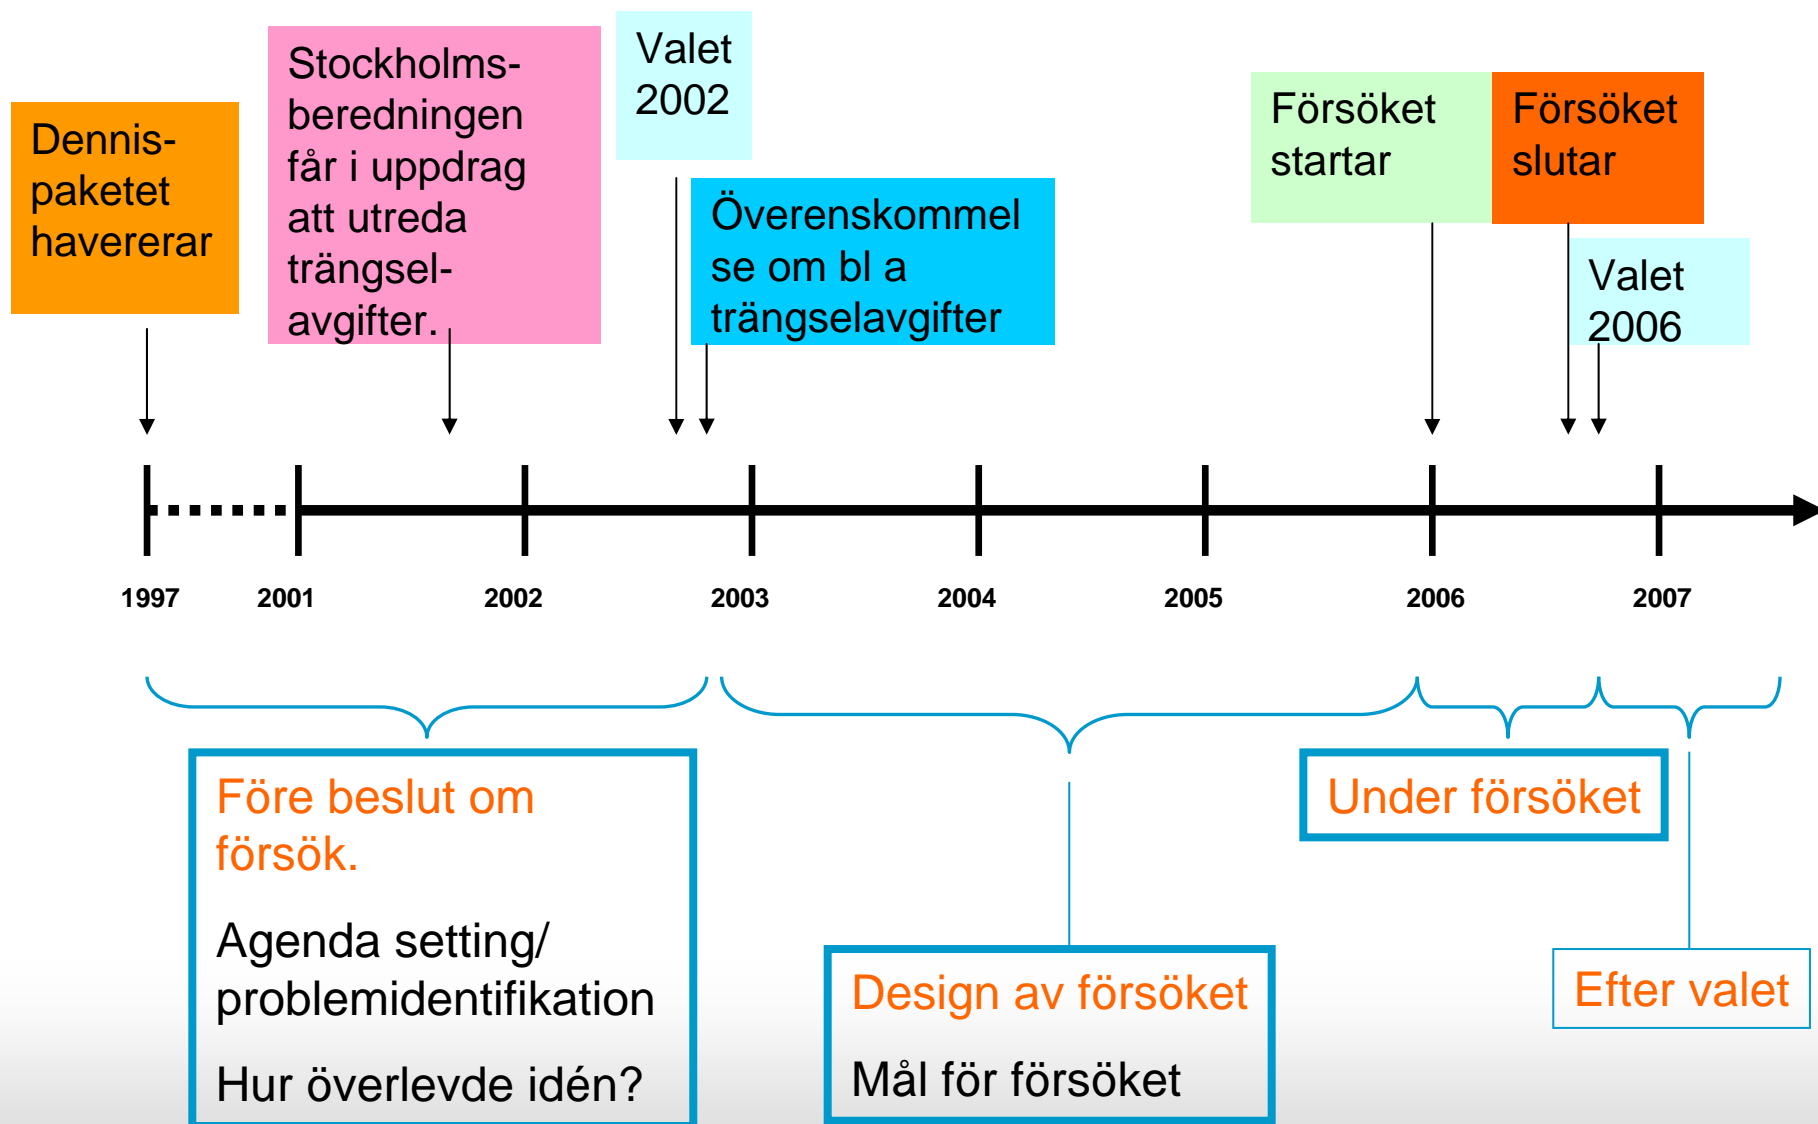 Dennis-
paketet
havererar
Stockholms-
beredningen
får i uppdrag
att utreda
trängsel-
avgifter.
Valet
2002
Överenskommel
se om bl a
trängselavgifter
Försöket
startar
Försöket
slutar
Valet
2006
1997
2001
2002
2003
2004
2005
2006
2007
Före beslut om
försök.
Agenda setting/
problemidentifikation
Hur överlevde idén?
Design av försöket
Mål för försöket
Under försöket
Efter valet